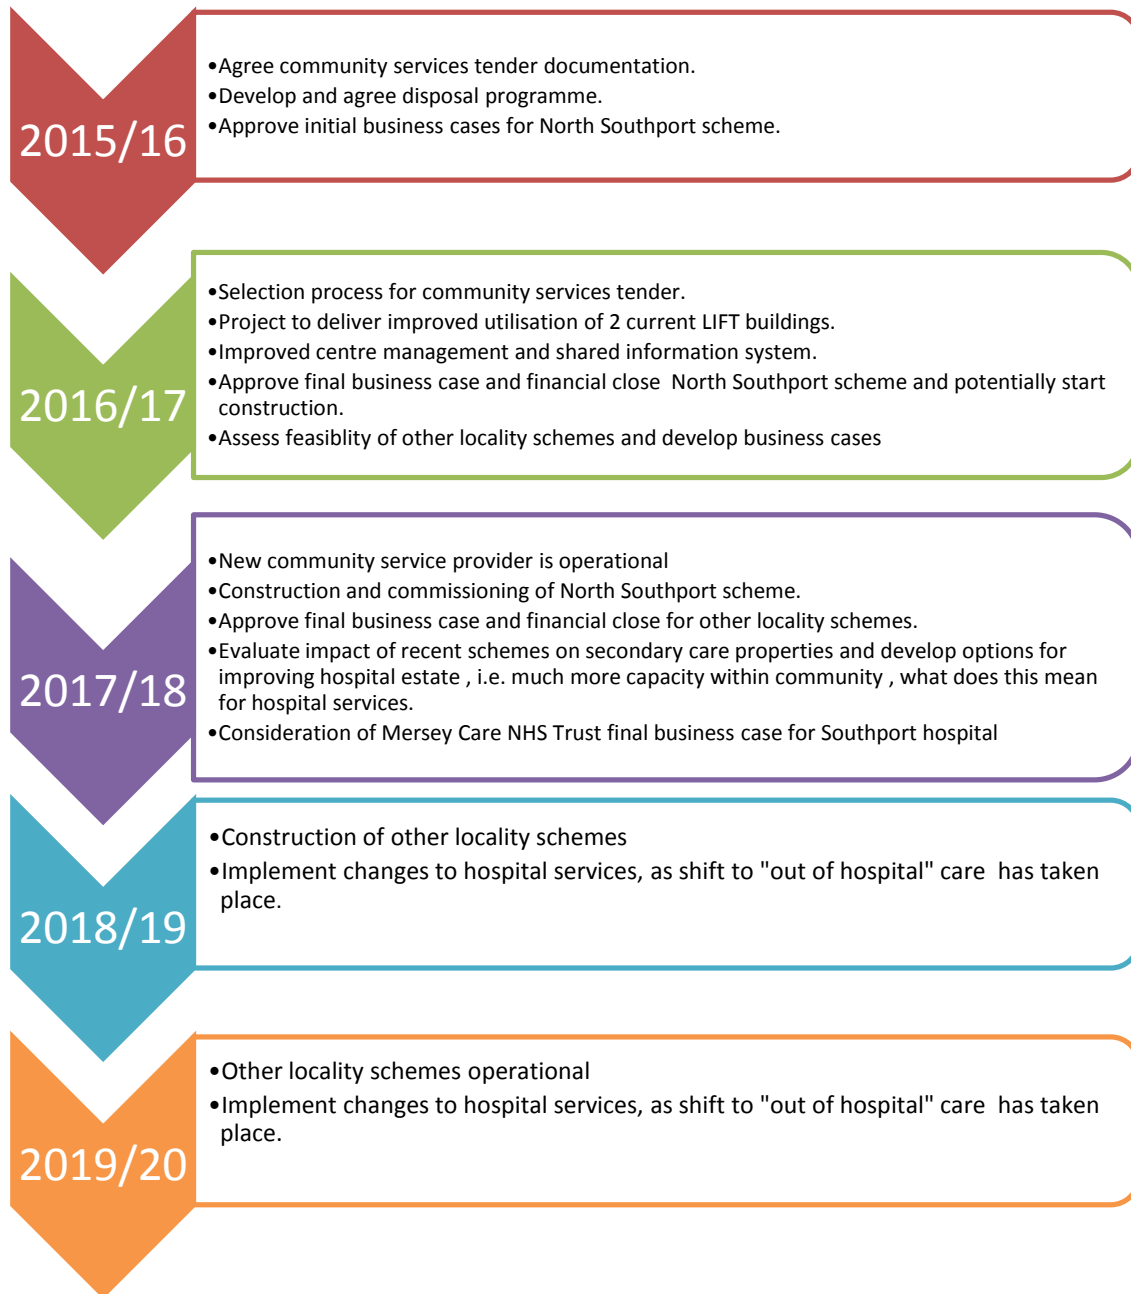 2015/16
•Agree community services tender documentation.
•Develop and agree disposal programme.
•Approve initial business cases for North Southport scheme.
2016/17
•Selection process for community services tender.
•Project to deliver improved utilisation of 2 current LIFT buildings.
•Improved centre management and shared information system.
•Approve final business case and financial close  North Southport scheme and potentially start
construction.
•Assess feasiblity of other locality schemes and develop business cases
2017/18
•New community service provider is operational
•Construction and commissioning of North Southport scheme.
•Approve final business case and financial close for other locality schemes.
•Evaluate impact of recent schemes on secondary care properties and develop options for
improving hospital estate , i.e. much more capacity within community , what does this mean
for hospital services.
•Consideration of Mersey Care NHS Trust final business case for Southport hospital
2018/19
•Construction of other locality schemes
•Implement changes to hospital services, as shift to "out of hospital" care  has taken
place.
2019/20
•Other locality schemes operational
•Implement changes to hospital services, as shift to "out of hospital" care  has taken
place.